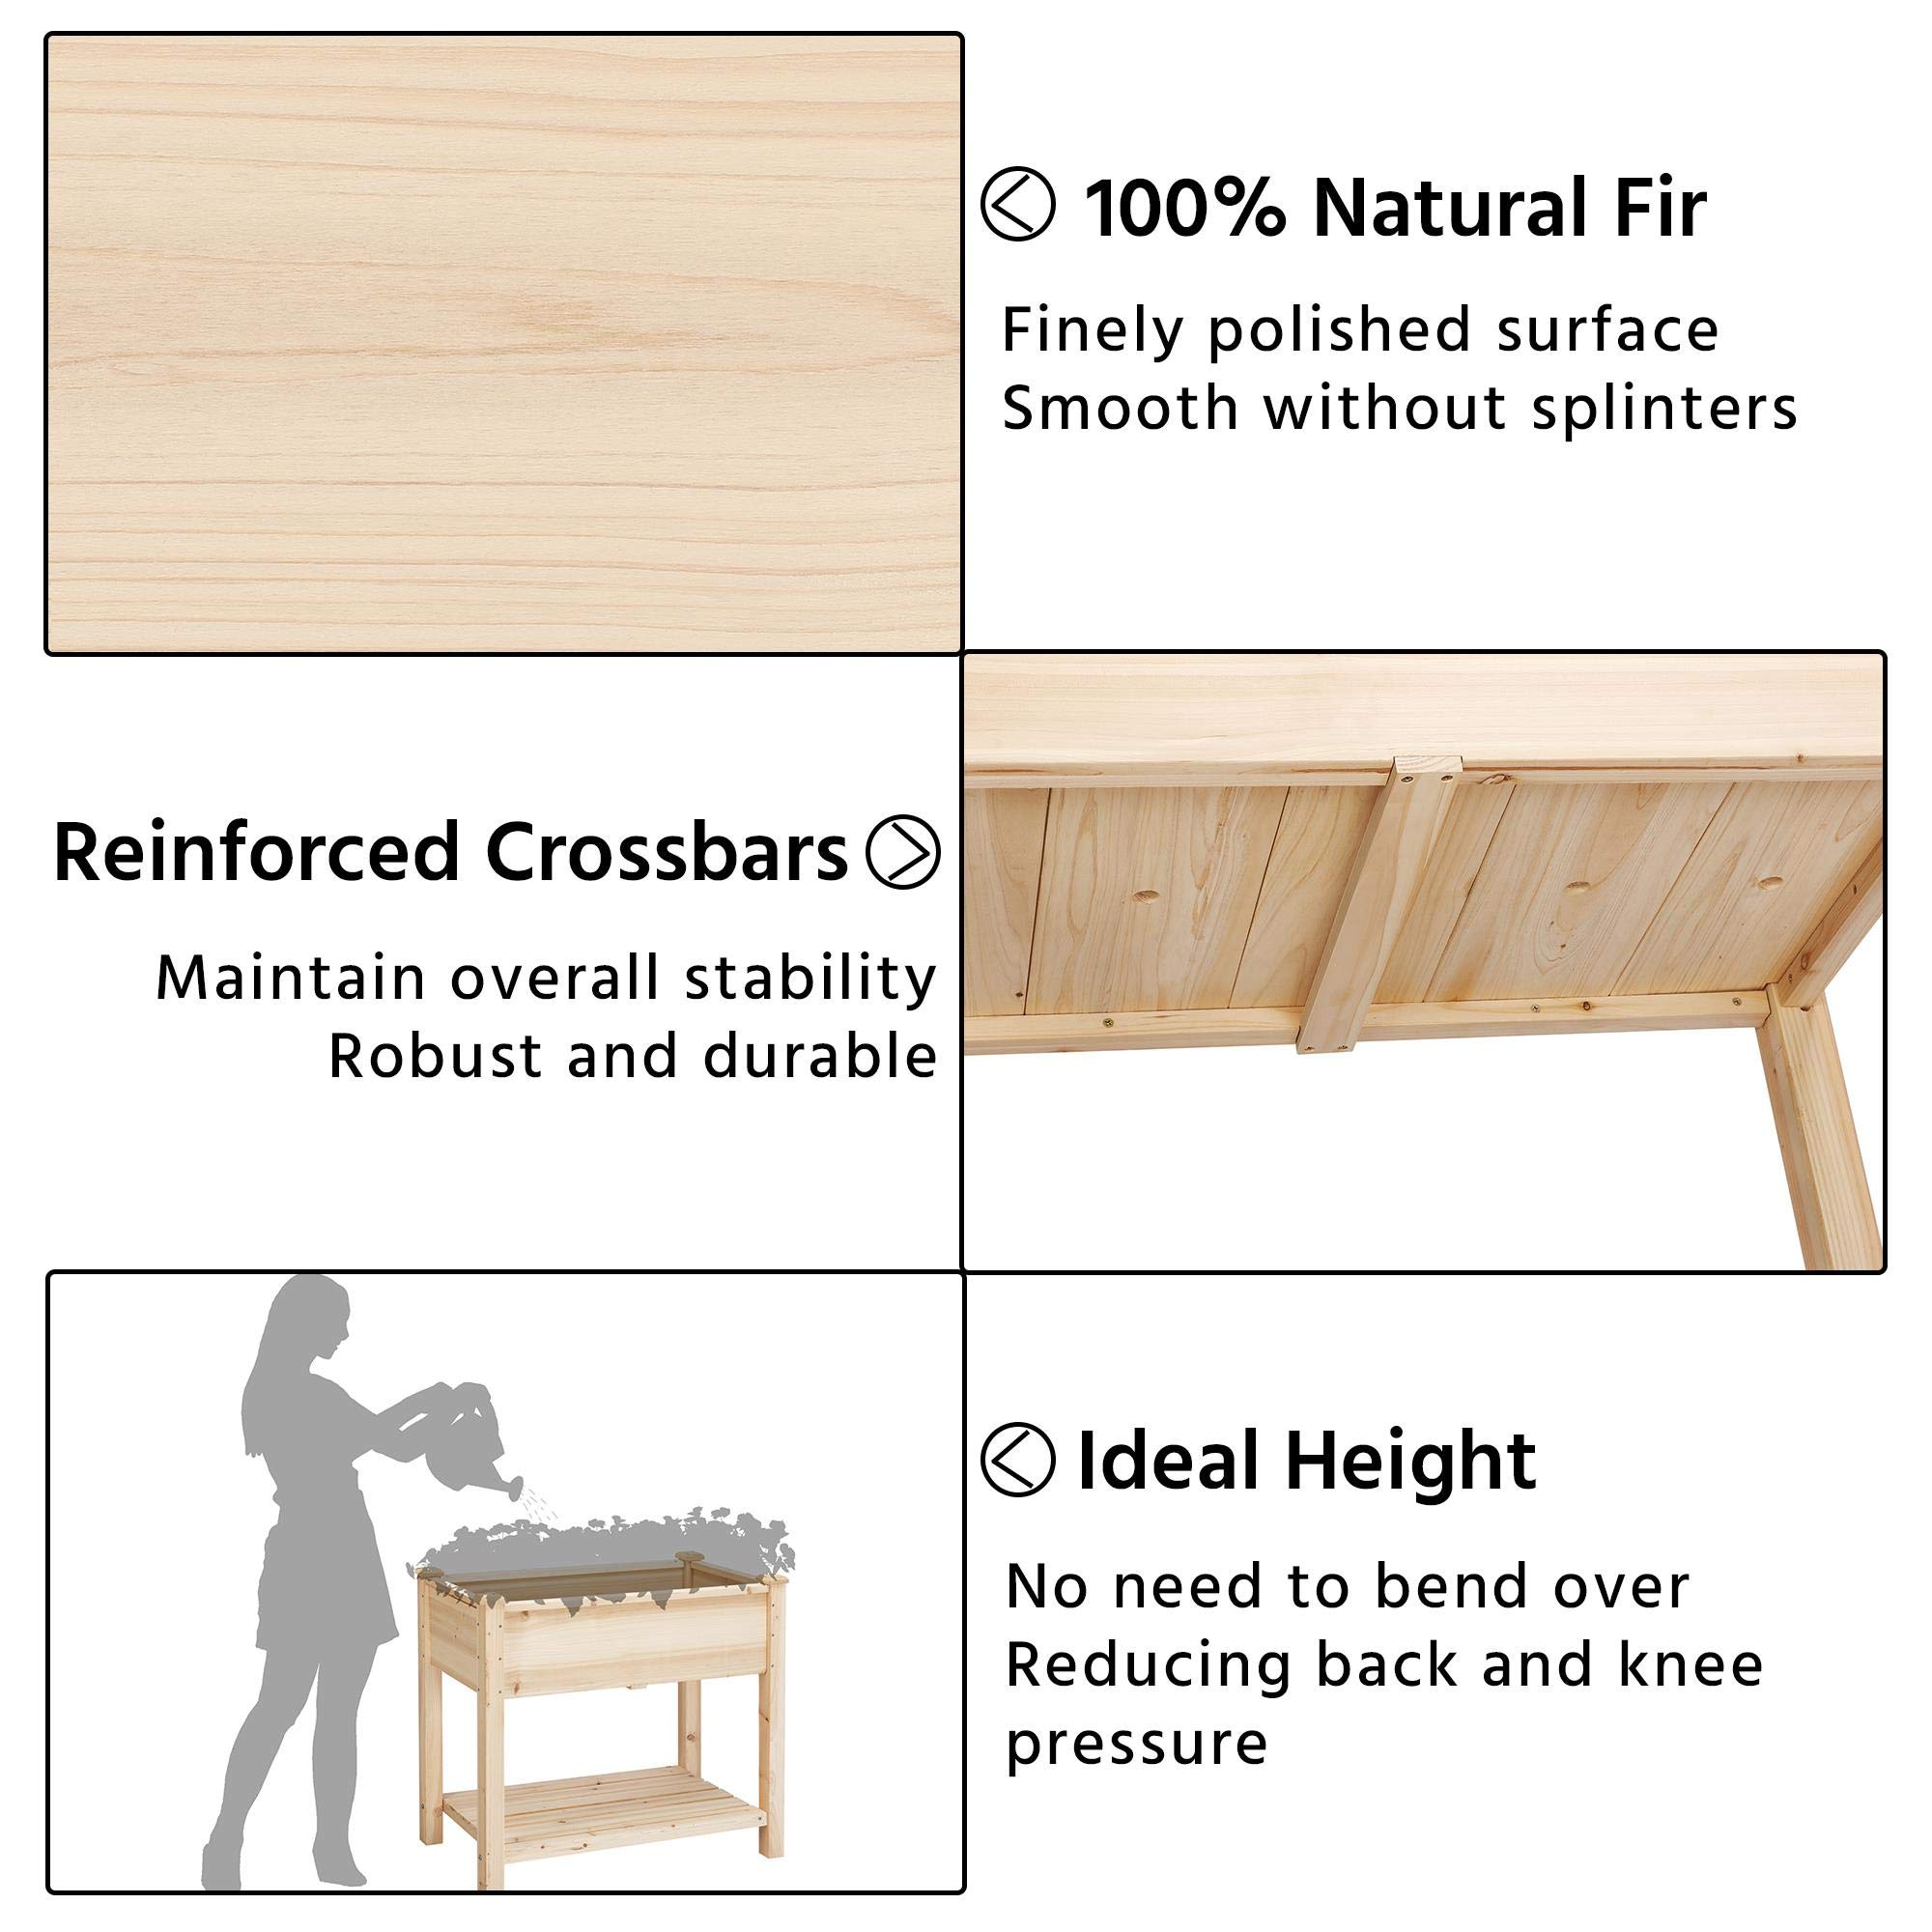 100% Natural Fir
Finely polished surface
Smooth without splinters
Reinforced Crossbars
Maintain overall stability
Robust and durable
Ideal Height
No need to bend over
Reducing back and knee
pressure